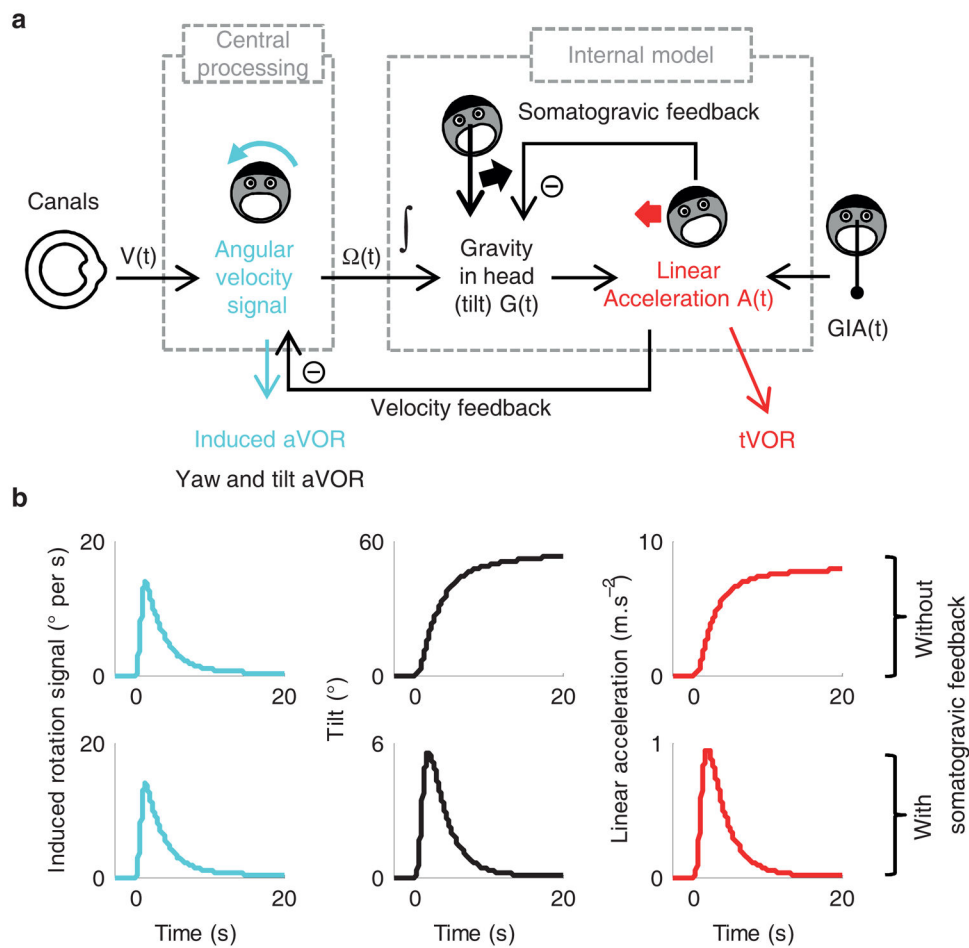 a
Central
processing
Internal model
Somatogravic feedback
Canals
V(t)
Angular
velocity
signal
Ω(t)
∫
Gravity
in head
(tilt) G(t)
Linear
Acceleration A(t)
GIA(t)
Velocity feedback
Induced aVOR
Yaw and tilt aVOR
tVOR
b
Induced rotation signal (° per s)
20
0
0
20
20
0
0
20
Time (s)
Tilt (°)
60
0
0
20
6
0
0
20
Time (s)
Linear acceleration (m.s−2)
10
0
0
20
1
0
0
20
Time (s)
Without
With
somatogravic feedback